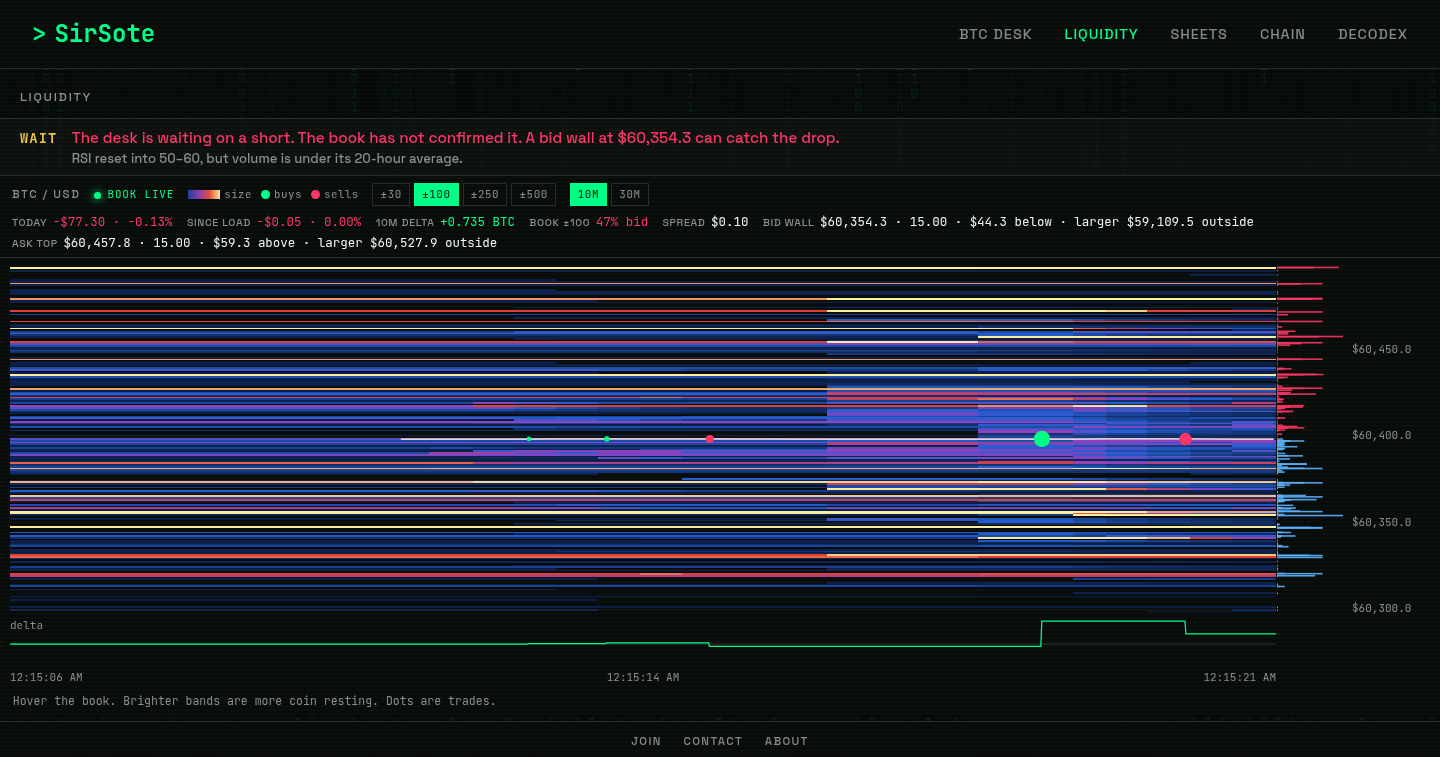 > SirSote
BTC DESK LIQUIDITY SHEETS CHAIN DECODEX
LIQUIDITY
WAIT The desk is waiting on a short. The book has not confirmed it. A bid wall at $60,354.3 can catch the drop.
RSI reset into 50–60, but volume is under its 20-hour average.
BTC / USD BOOK LIVE size buys sells ±30 ±100 ±250 ±500 10M 30M
TODAY -$77.30 · -0.13% SINCE LOAD -$0.05 · 0.00% 10M DELTA +0.735 BTC BOOK ±100 47% bid SPREAD $0.10 BID WALL $60,354.3 · 15.00 · $44.3 below · larger $59,109.5 outside
ASK TOP $60,457.8 · 15.00 · $59.3 above · larger $60,527.9 outside
$60,450.0
$60,400.0
$60,350.0
$60,300.0
delta
12:15:06 AM 12:15:14 AM 12:15:21 AM
Hover the book. Brighter bands are more coin resting. Dots are trades.
JOIN CONTACT ABOUT